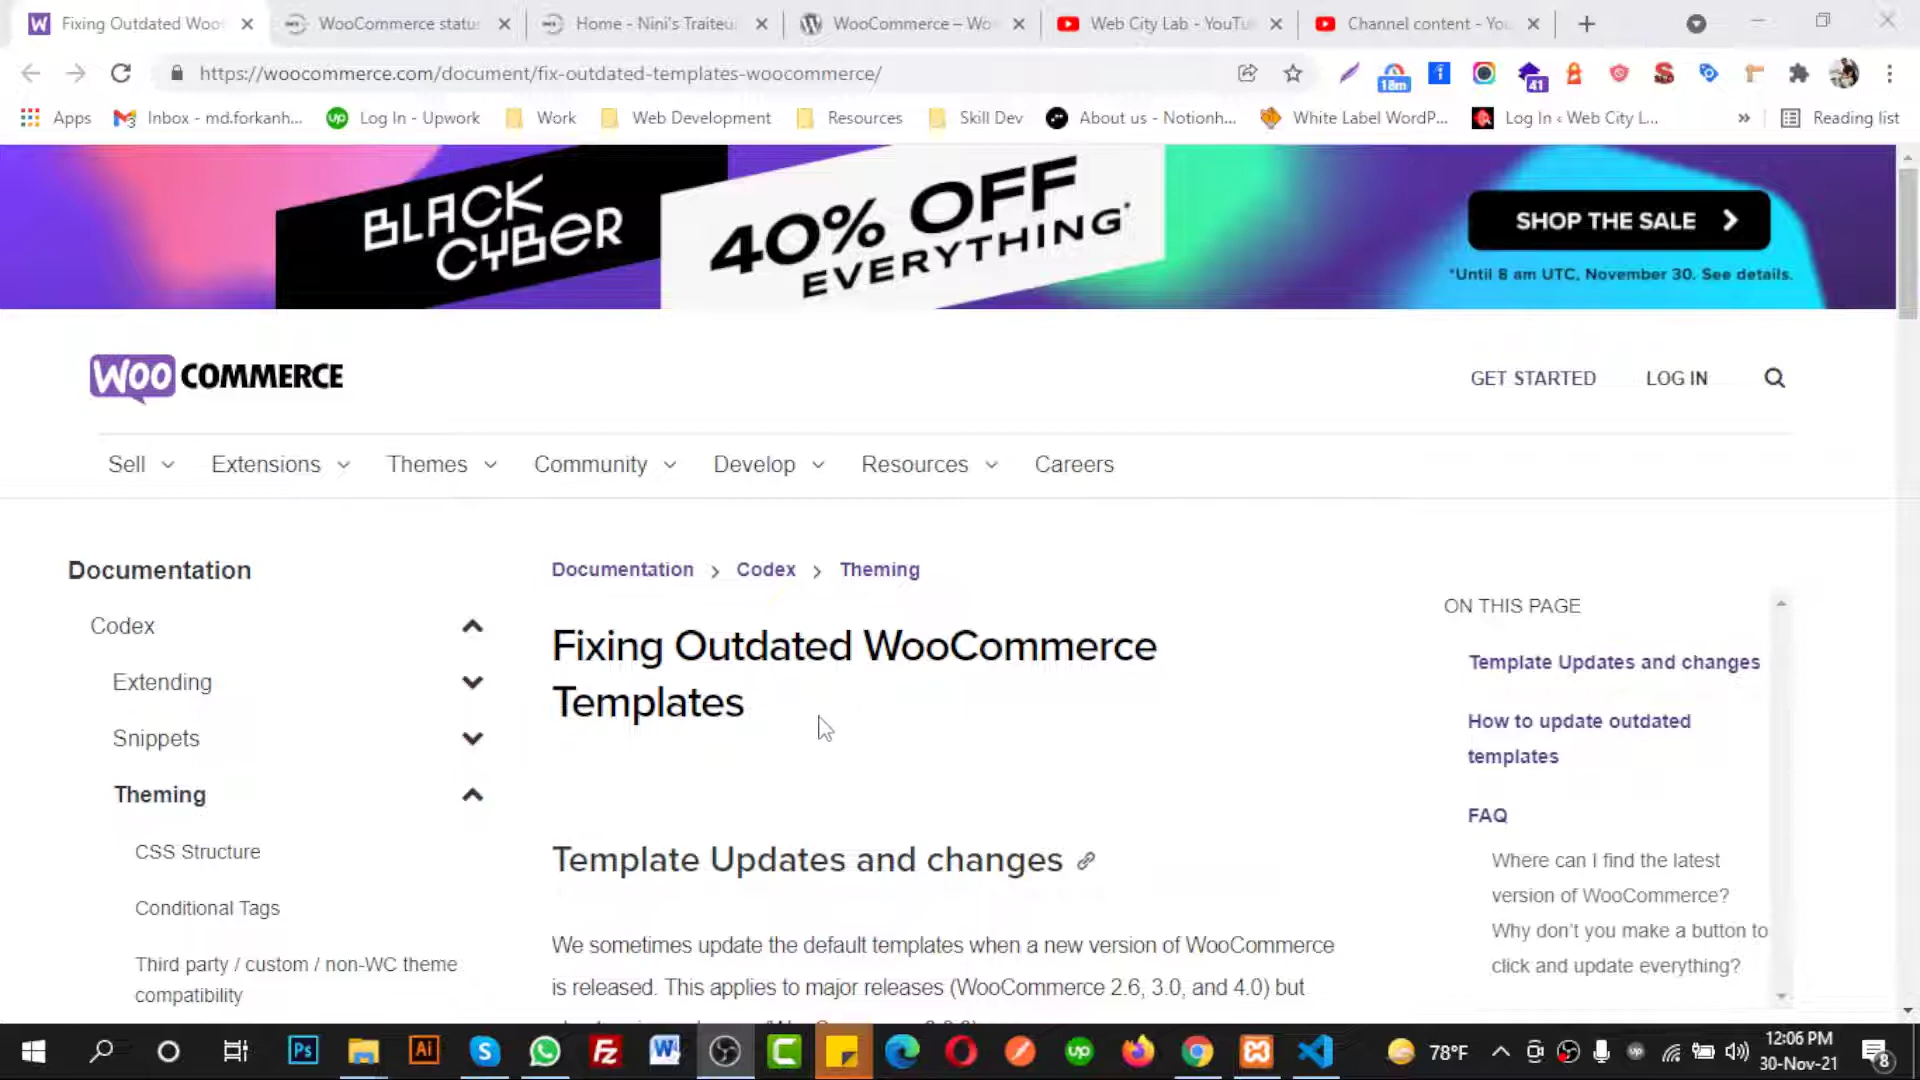 Fixing Outdated Woo
WooCommerce status
Home - Nini's Traiteu
WooCommerce – Wo
Web City Lab - YouTu
Channel content - You
https://woocommerce.com/document/fix-outdated-templates-woocommerce/
18m
41
Apps
Inbox - md.forkanh...
Log In - Upwork
Work
Web Development
Resources
Skill Dev
About us - Notionh...
White Label WordP...
Log In ‹ Web City L...
»
Reading list
BLACK
CYBER
40% OFF
EVERYTHING*
SHOP THE SALE
*Until 8 am UTC, November 30. See details.
WOO COMMERCE
GET STARTED
LOG IN
Sell
Extensions
Themes
Community
Develop
Resources
Careers
Documentation
Codex
Extending
Snippets
Theming
CSS Structure
Conditional Tags
Third party / custom / non-WC theme
compatibility
Documentation > Codex > Theming
Fixing Outdated WooCommerce
Templates
Template Updates and changes
We sometimes update the default templates when a new version of WooCommerce
is released. This applies to major releases (WooCommerce 2.6, 3.0, and 4.0) but
ON THIS PAGE
Template Updates and changes
How to update outdated
templates
FAQ
Where can I find the latest
version of WooCommerce?
Why don't you make a button to
click and update everything?
Ps
Ai
78°F
12:06 PM
30-Nov-21
8